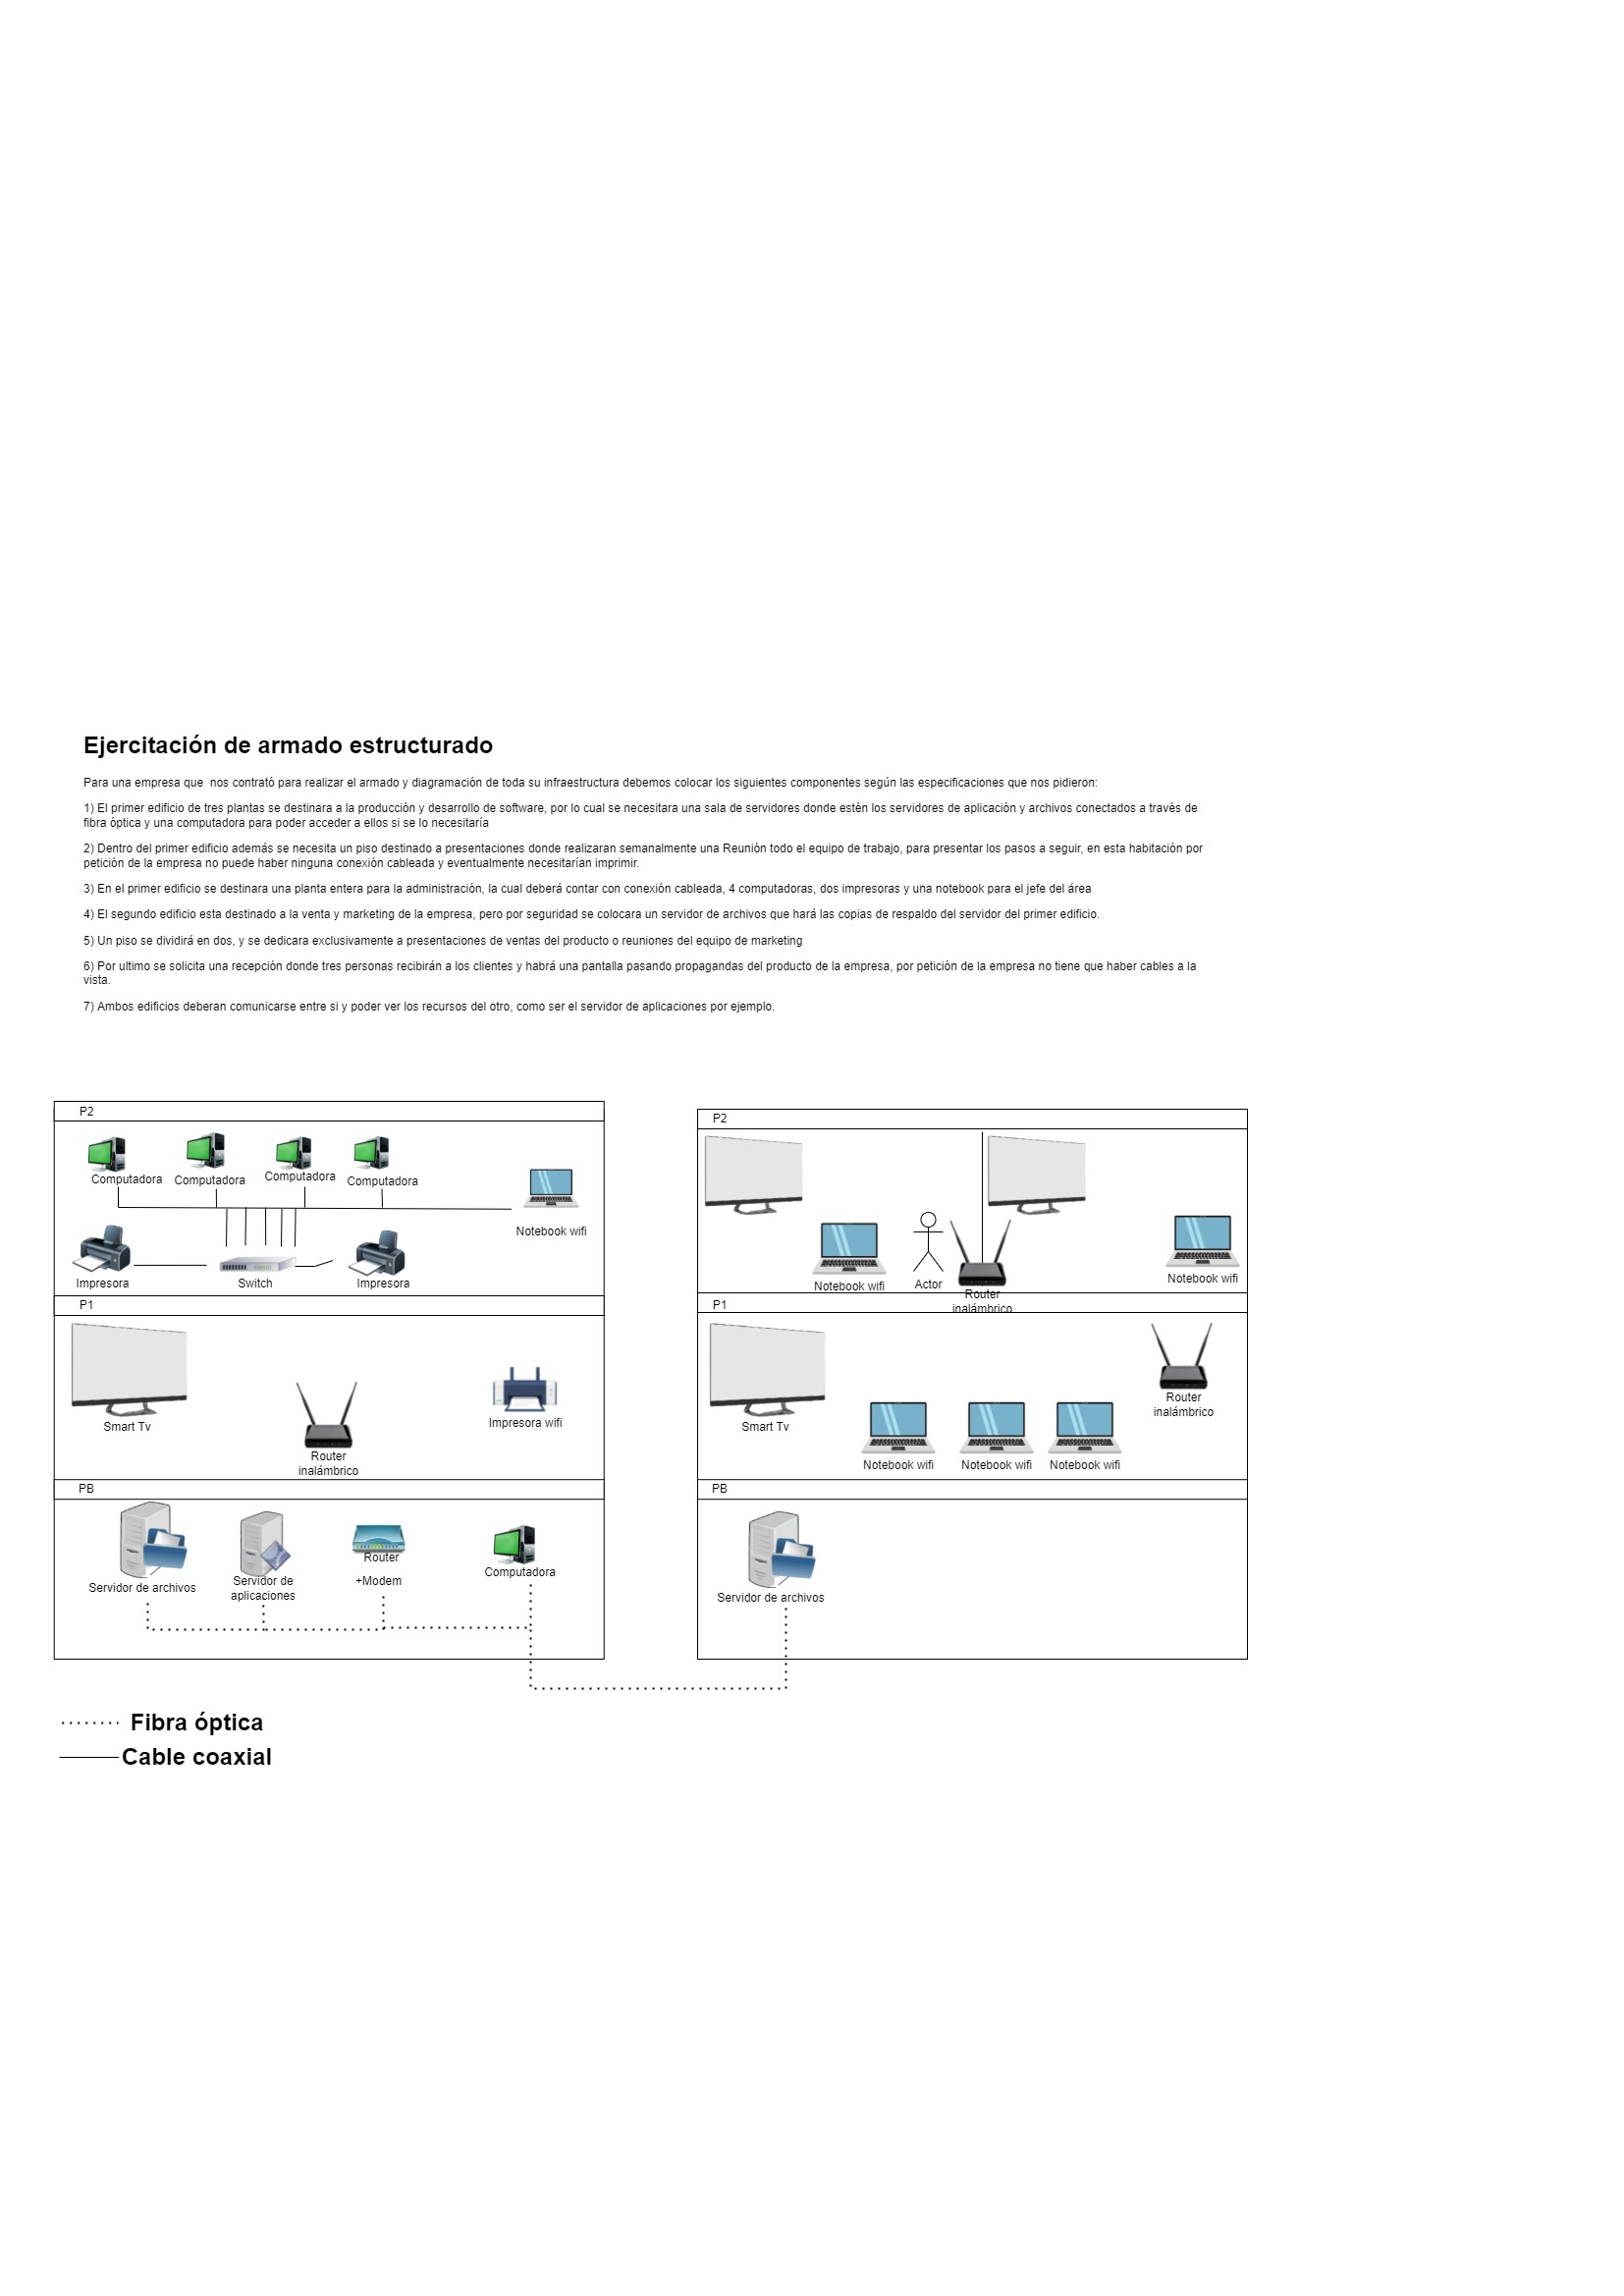 Ejercitación de armado estructurado
Para una empresa que  nos contrató para realizar el armado y diagramación de toda su infraestructura debemos colocar los siguientes componentes según las especificaciones que nos pidieron:
1) El primer edificio de tres plantas se destinara a la producción y desarrollo de software, por lo cual se necesitara una sala de servidores donde estén los servidores de aplicación y archivos conectados a través de
fibra óptica y una computadora para poder acceder a ellos si se lo necesitaría
2) Dentro del primer edificio además se necesita un piso destinado a presentaciones donde realizaran semanalmente una Reunión todo el equipo de trabajo, para presentar los pasos a seguir, en esta habitación por
petición de la empresa no puede haber ninguna conexión cableada y eventualmente necesitarían imprimir.
3) En el primer edificio se destinara una planta entera para la administración, la cual deberá contar con conexión cableada, 4 computadoras, dos impresoras y una notebook para el jefe del área
4) El segundo edificio esta destinado a la venta y marketing de la empresa, pero por seguridad se colocara un servidor de archivos que hará las copias de respaldo del servidor del primer edificio.
5) Un piso se dividirá en dos, y se dedicara exclusivamente a presentaciones de ventas del producto o reuniones del equipo de marketing
6) Por ultimo se solicita una recepción donde tres personas recibirán a los clientes y habrá una pantalla pasando propagandas del producto de la empresa, por petición de la empresa no tiene que haber cables a la
vista.
7) Ambos edificios deberan comunicarse entre si y poder ver los recursos del otro, como ser el servidor de aplicaciones por ejemplo.
P2
Computadora
Computadora
Computadora
Computadora
Notebook wifi
Impresora
Switch
Impresora
P1
Smart Tv
Router
inalámbrico
Impresora wifi
PB
Servidor de archivos
Servidor de
aplicaciones
Router
+Modem
Computadora
P2
Notebook wifi
Actor
Router
inalámbrico
Notebook wifi
P1
Smart Tv
Notebook wifi
Notebook wifi
Notebook wifi
Router
inalámbrico
PB
Servidor de archivos
Fibra óptica
Cable coaxial